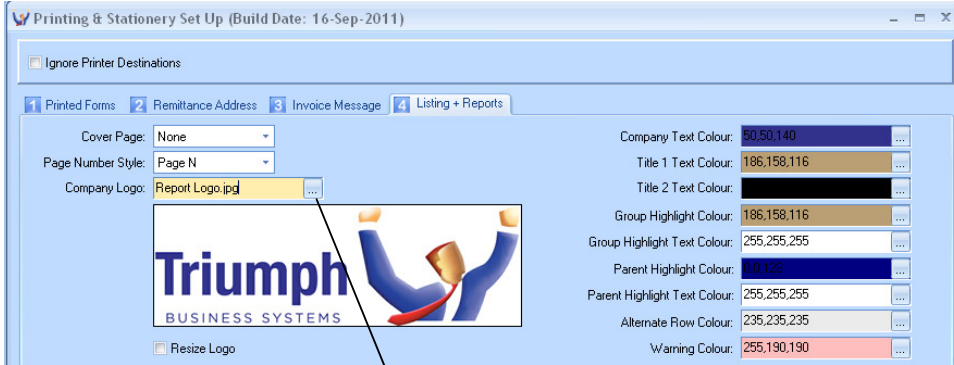 Printing & Stationery Set Up (Build Date: 16-Sep-2011)
Ignore Printer Destinations
1 Printed Forms 2 Remittance Address 3 Invoice Message 4 Listing + Reports
Cover Page: None
Page Number Style: Page N
Company Logo: Report Logo.jpg ...
Triumph
BUSINESS SYSTEMS
Resize Logo
Company Text Colour: 50,50,140 ...
Title 1 Text Colour: 186,158,116 ...
Title 2 Text Colour: ...
Group Highlight Colour: 186,158,116 ...
Group Highlight Text Colour: 255,255,255 ...
Parent Highlight Colour: 0,0,128 ...
Parent Highlight Text Colour: 255,255,255 ...
Alternate Row Colour: 235,235,235 ...
Warning Colour: 255,190,190 ...